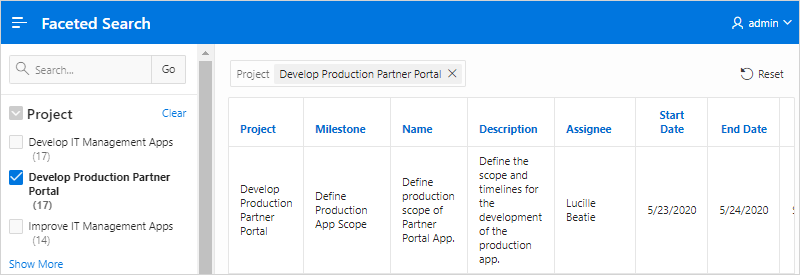 Faceted Search
admin
Search...
Go
Project
Clear
Develop IT Management Apps
(17)
Develop Production Partner
Portal
(17)
Improve IT Management Apps
(14)
Show More
Project Develop Production Partner Portal
Reset
Project
Milestone
Name
Description
Assignee
Start
Date
End Date
Develop
Production
Partner
Portal
Define
Production
App Scope
Define
production
scope of
Partner
Portal App.
Define the
scope and
timelines for
the
development of
the
production
app.
Lucille
Beatie
5/23/2020
5/24/2020